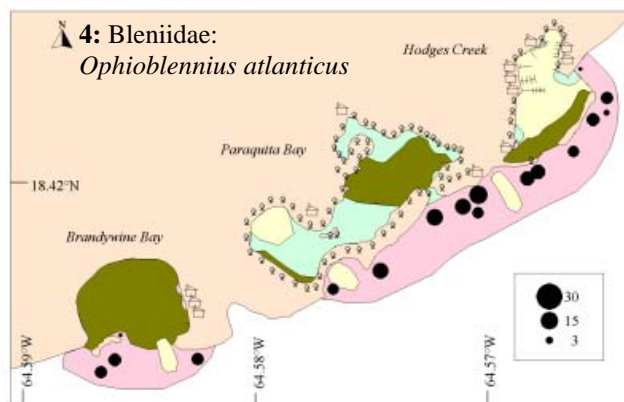 N 4: Bleniidae:
Ophioblennius atlanticus
Hodges Creek
Paraquita Bay
18.42°N
Brandywine Bay
30
15
3
64.59°W
64.58°W
64.57°W